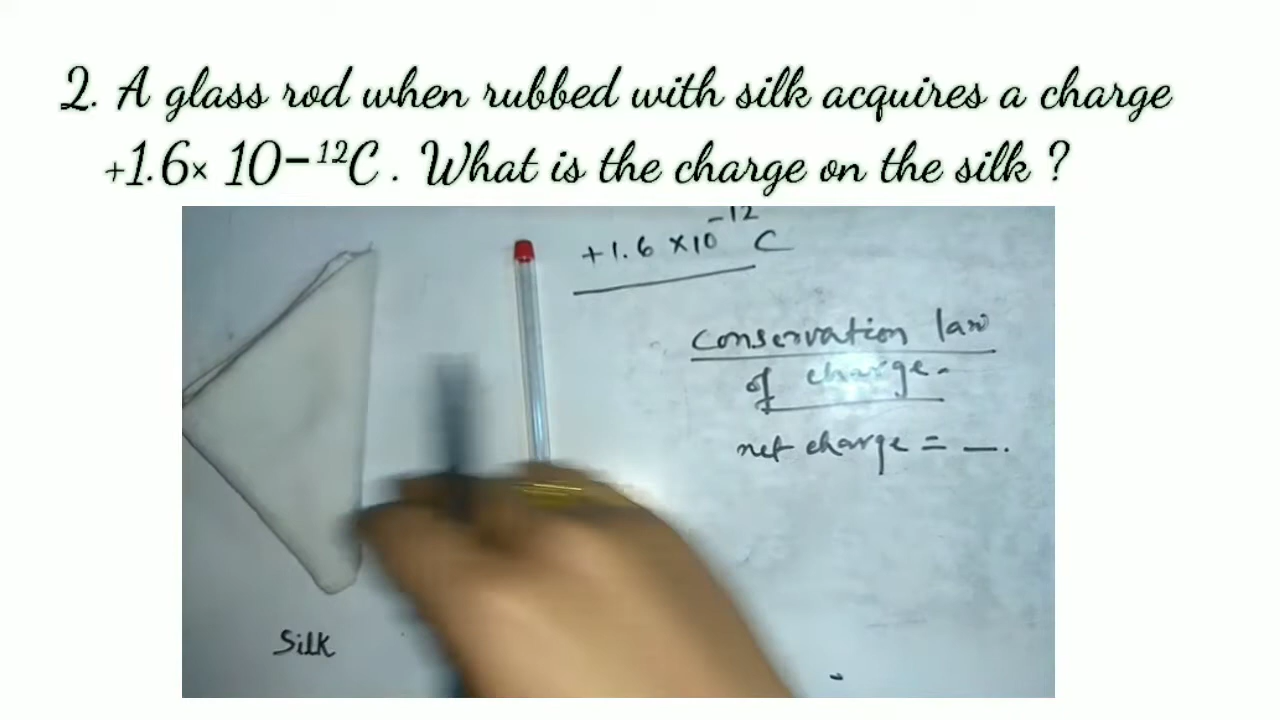 2. A glass rod when rubbed with silk acquires a charge
+1.6× 10−¹²C. What is the charge on the silk ?
+1.6 ×10⁻¹² C
conservation law
of charge.
net charge = —.
Silk